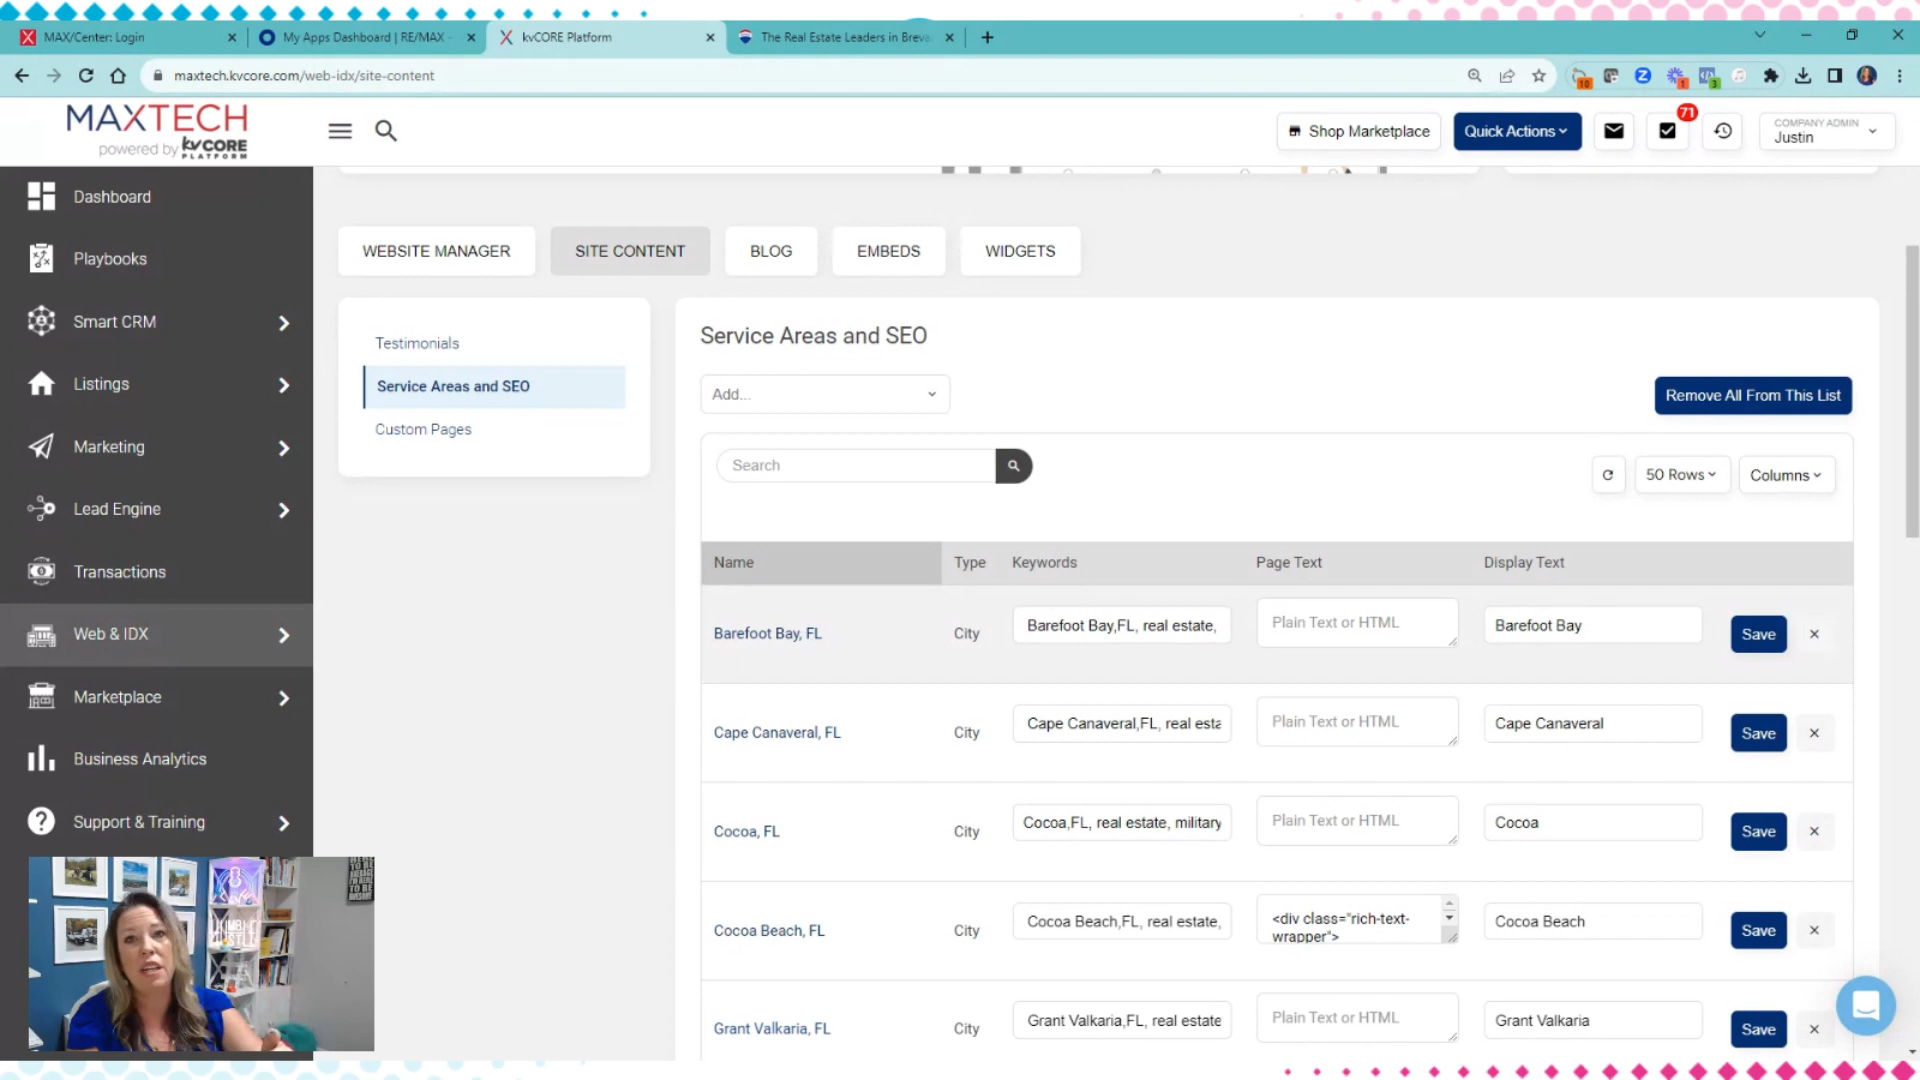 MAX/Center: Login
My Apps Dashboard | RE/MAX -
kvCORE Platform
The Real Estate Leaders in Breva
maxtech.kvcore.com/web-idx/site-content
10
1
3
MAXTECH
powered by kvCORE
PLATFORM
Shop Marketplace
Quick Actions
71
COMPANY ADMIN
Justin
Dashboard
Playbooks
Smart CRM
Listings
Marketing
Lead Engine
Transactions
Web & IDX
Marketplace
Business Analytics
Support & Training
WEBSITE MANAGER
SITE CONTENT
BLOG
EMBEDS
WIDGETS
Testimonials
Service Areas and SEO
Custom Pages
Service Areas and SEO
Add...
Remove All From This List
Search
50 Rows
Columns
Name Type Keywords Page Text Display Text
Barefoot Bay, FL City Barefoot Bay,FL, real estate, Plain Text or HTML Barefoot Bay Save
Cape Canaveral, FL City Cape Canaveral,FL, real esta Plain Text or HTML Cape Canaveral Save
Cocoa, FL City Cocoa,FL, real estate, military Plain Text or HTML Cocoa Save
Cocoa Beach, FL City Cocoa Beach,FL, real estate, <div class="rich-text-
wrapper"> Cocoa Beach Save
Grant Valkaria, FL City Grant Valkaria,FL, real estate Plain Text or HTML Grant Valkaria Save
HUMBLE
HUSTLE